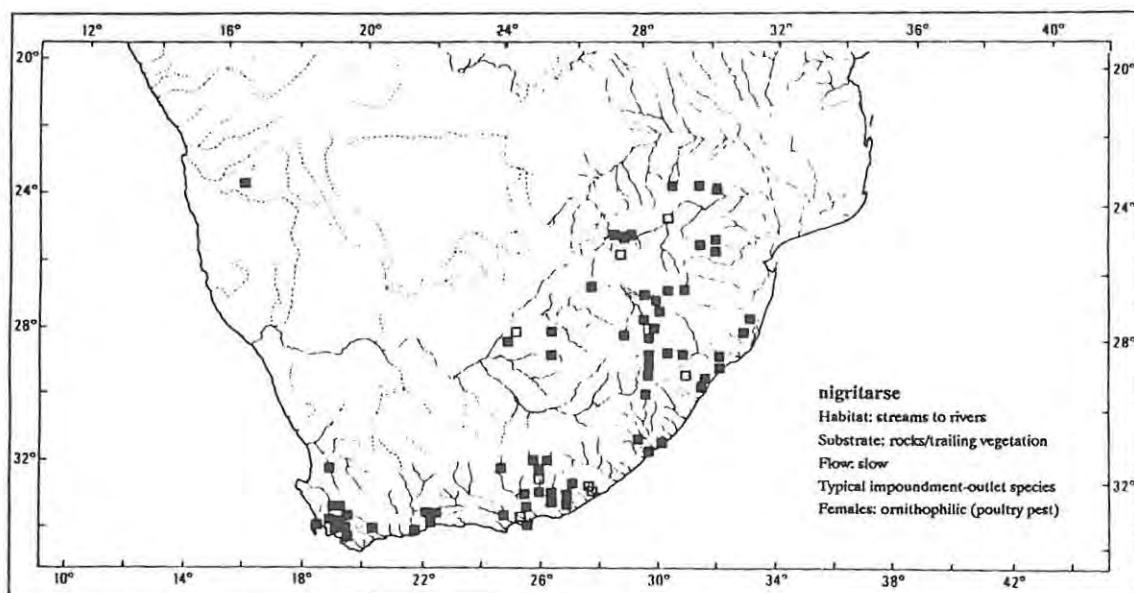 12° 16° 20° 24° 28° 32° 36° 40°
20° 20°
24° 24°
28° 28°
32° 32°
nigritarse
Habitat: streams to rivers
Substrate: rocks/trailing vegetation
Flow: slow
Typical impoundment-outlet species
Females: ornithophilic (poultry pest)
10° 14° 18° 22° 26° 30° 34° 38° 42°